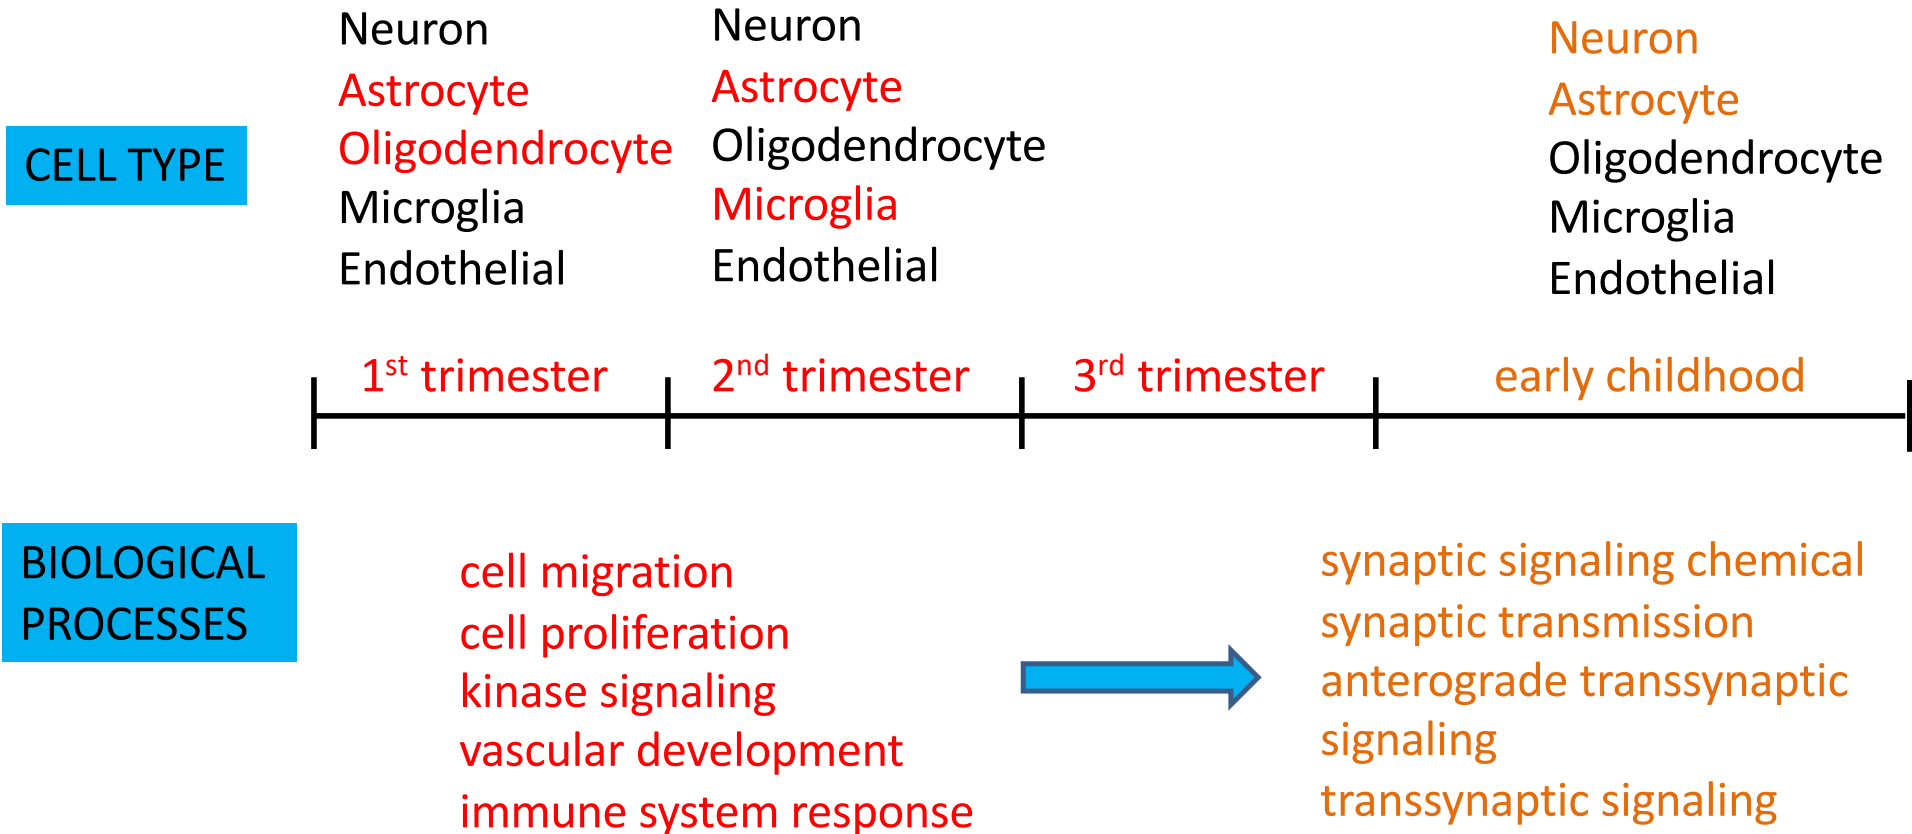 CELL TYPE
Neuron
Astrocyte
Oligodendrocyte
Microglia
Endothelial
Neuron
Astrocyte
Oligodendrocyte
Microglia
Endothelial
Neuron
Astrocyte
Oligodendrocyte
Microglia
Endothelial
1st trimester
2nd trimester
3rd trimester
early childhood
BIOLOGICAL
PROCESSES
cell migration
cell proliferation
kinase signaling
vascular development
immune system response
synaptic signaling chemical
synaptic transmission
anterograde transsynaptic
signaling
transsynaptic signaling